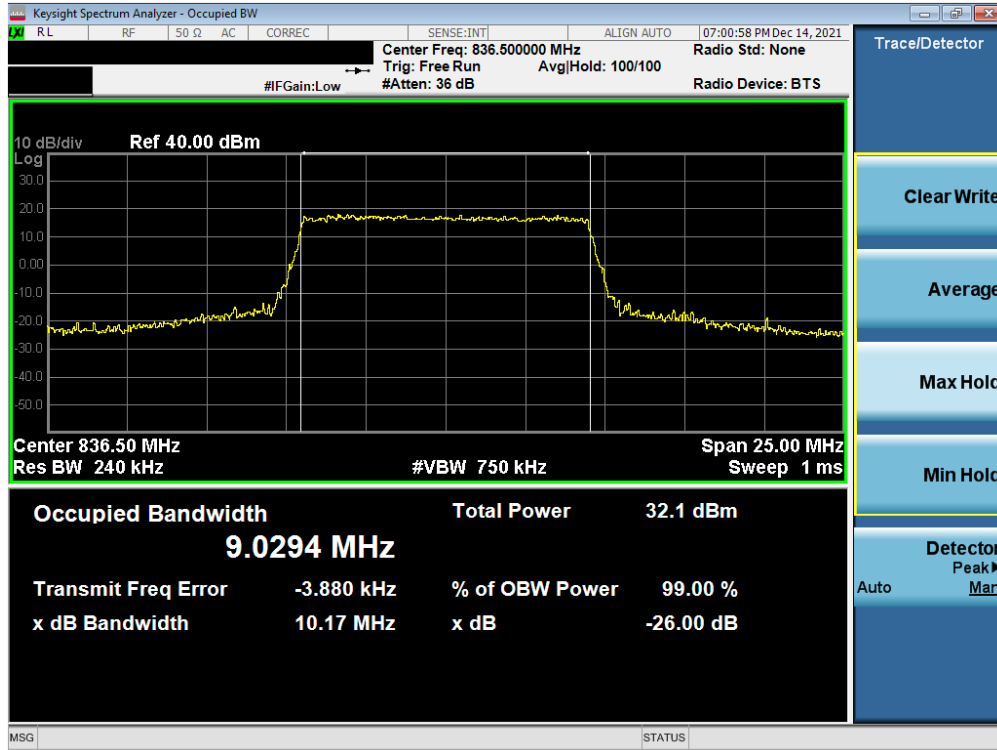 Keysight Spectrum Analyzer - Occupied BW
LXI RL RF 50 Ω AC CORREC SENSE:INT ALIGN AUTO 07:00:58 PM Dec 14, 2021
Center Freq: 836.500000 MHz Radio Std: None
Trig: Free Run Avg|Hold: 100/100
#IFGain:Low #Atten: 36 dB Radio Device: BTS
Trace/Detector
10 dB/div Ref 40.00 dBm
Log
30.0
20.0
10.0
0.00
-10.0
-20.0
-30.0
-40.0
-50.0
Center 836.50 MHz Span 25.00 MHz
Res BW 240 kHz #VBW 750 kHz Sweep 1 ms
Occupied Bandwidth Total Power 32.1 dBm
9.0294 MHz
Transmit Freq Error -3.880 kHz % of OBW Power 99.00 %
x dB Bandwidth 10.17 MHz x dB -26.00 dB
Clear Write
Average
Max Hold
Min Hold
Detector
Peak
Auto Man
MSG STATUS